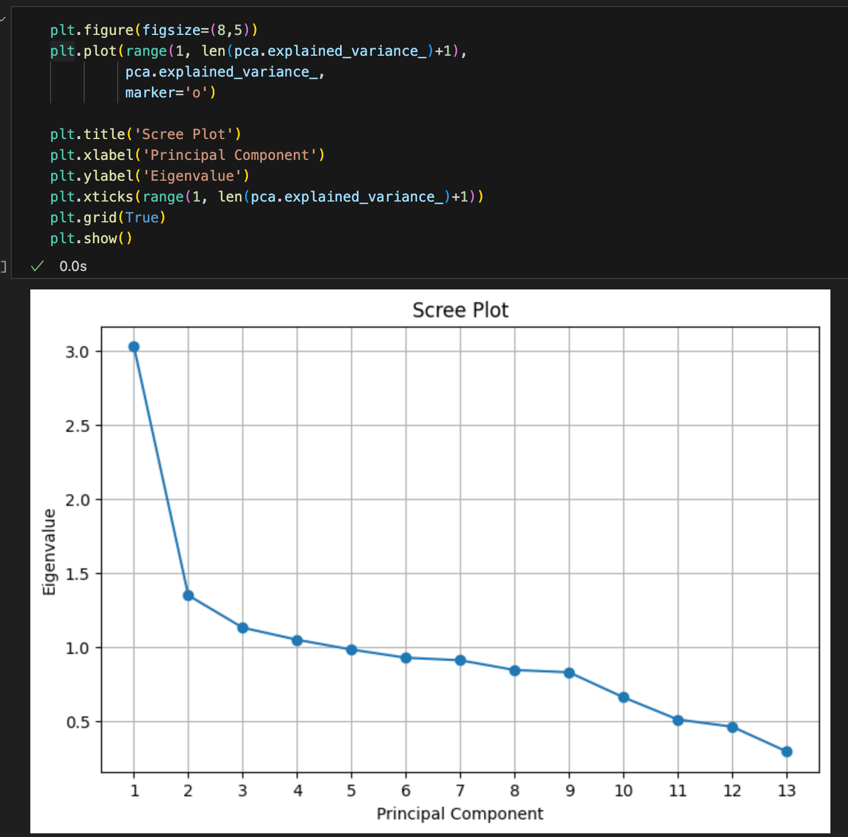 plt.figure(figsize=(8,5))
plt.plot(range(1, len(pca.explained_variance_)+1),
pca.explained_variance_,
marker='o')
plt.title('Scree Plot')
plt.xlabel('Principal Component')
plt.ylabel('Eigenvalue')
plt.xticks(range(1, len(pca.explained_variance_)+1))
plt.grid(True)
plt.show()
] ✓ 0.0s
Scree Plot
3.0
2.5
2.0
1.5
1.0
0.5
Eigenvalue
1 2 3 4 5 6 7 8 9 10 11 12 13
Principal Component